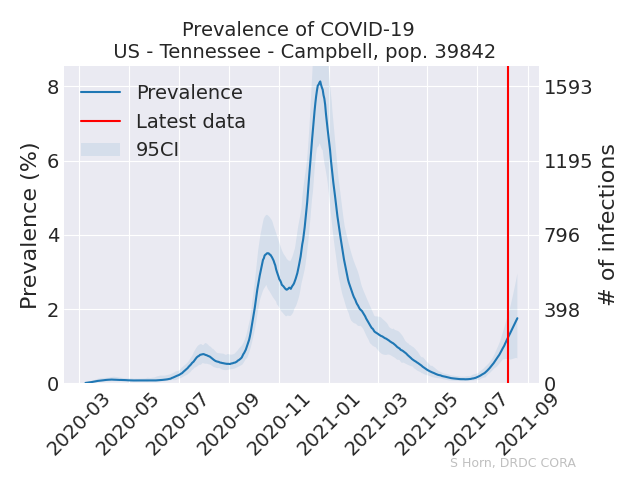 Prevalence of COVID-19
US - Tennessee - Campbell, pop. 39842
Prevalence
Latest data
95CI
Prevalence (%)
8
6
4
2
0
1593
1195
796
398
0
# of infections
2020-03
2020-05
2020-07
2020-09
2020-11
2021-01
2021-03
2021-05
2021-07
2021-09
S Horn, DRDC CORA